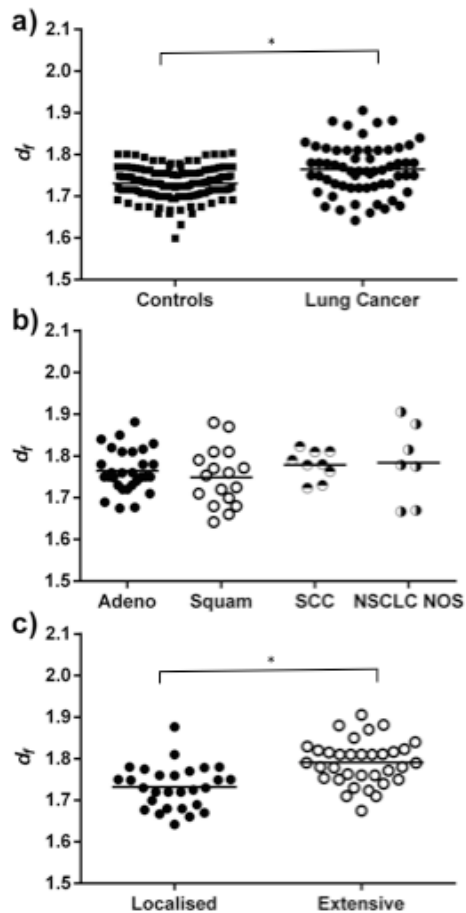 a)
*
2.1
2.0
1.9
1.8
1.7
1.6
1.5
df
Controls Lung Cancer
b)
2.1
2.0
1.9
1.8
1.7
1.6
1.5
df
Adeno Squam SCC NSCLC NOS
c)
*
2.1
2.0
1.9
1.8
1.7
1.6
1.5
df
Localised Extensive